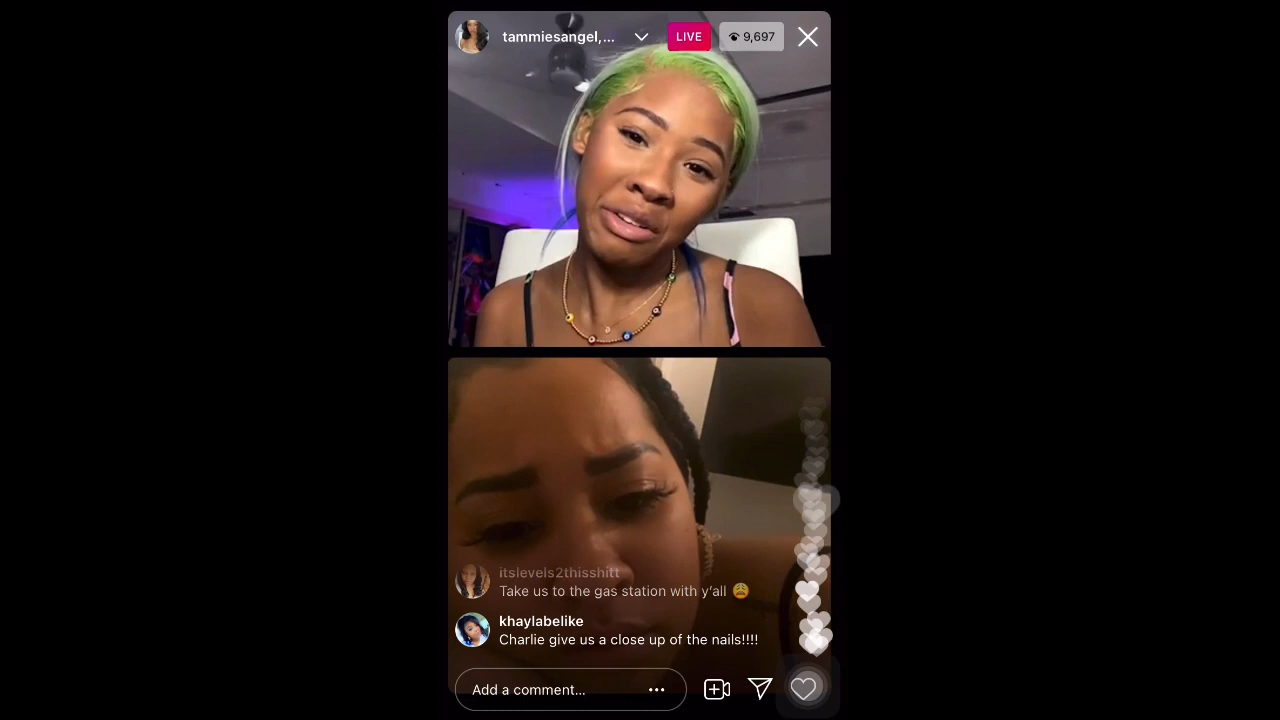 tammiesangel,...
LIVE
9,697
itslevels2thisshitt
Take us to the gas station with y'all 😩
khaylabelike
Charlie give us a close up of the nails!!!!
Add a comment...